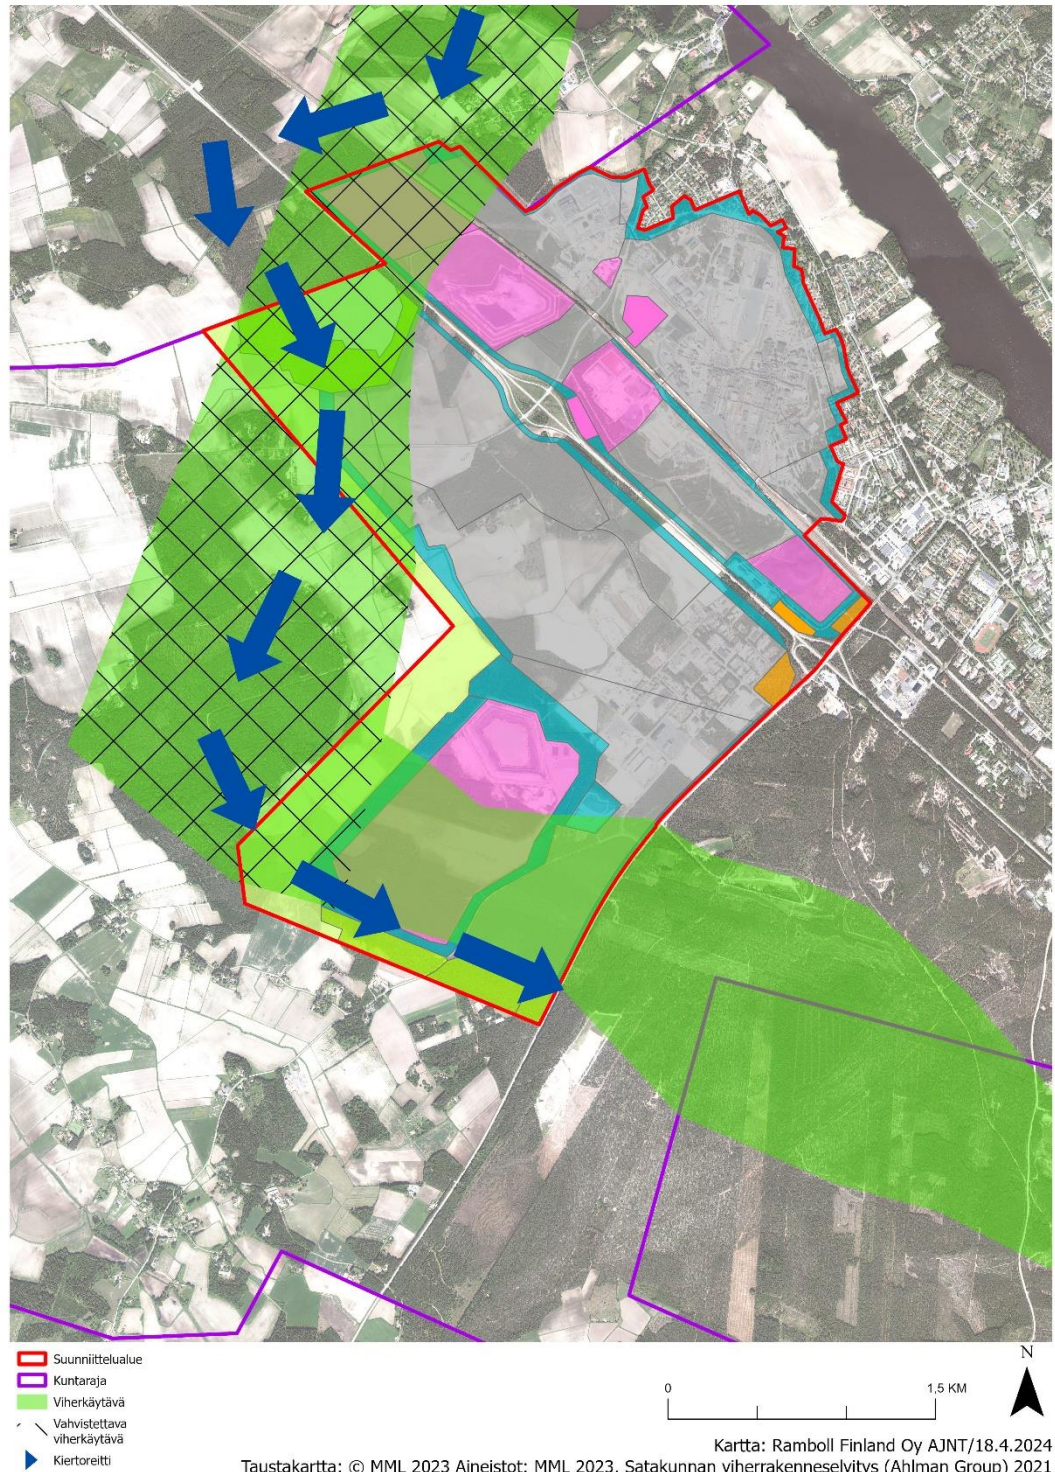 Suunnittelualue
Kuntaraja
Viherkäytävä
Vahvistettava
viherkäytävä
Kiertoreitti
0
1,5 KM
N
Kartta: Ramboll Finland Oy AJNT/18.4.2024
Taustakartta: © MML 2023 Aineistot: MML 2023, Satakunnan viherrakenneselvitys (Ahlman Group) 2021